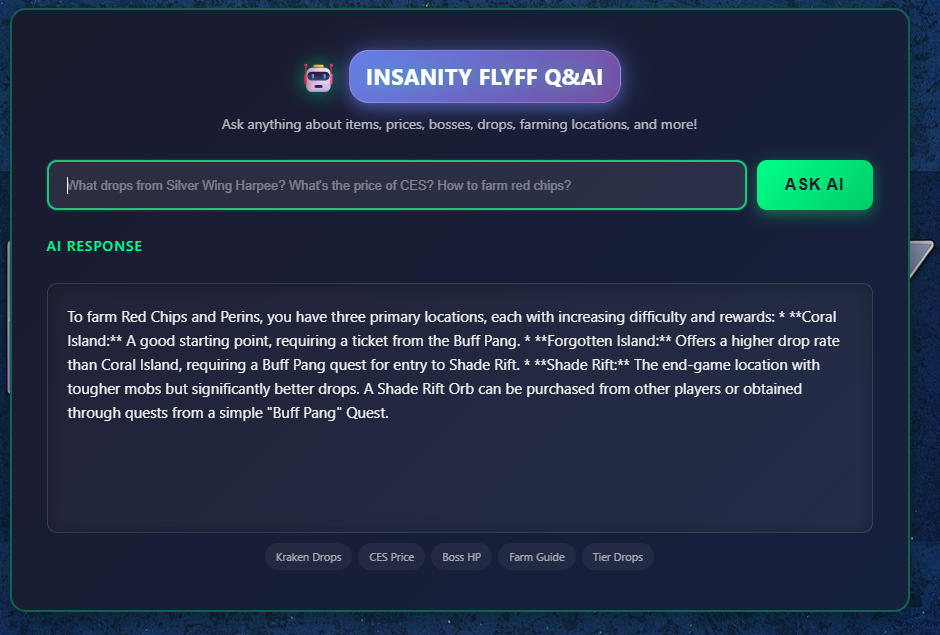 INSANITY FLYFF Q&AI
Ask anything about items, prices, bosses, drops, farming locations, and more!
What drops from Silver Wing Harpee? What's the price of CES? How to farm red chips?
ASK AI
AI RESPONSE
To farm Red Chips and Perins, you have three primary locations, each with increasing difficulty and rewards: * **Coral
Island:** A good starting point, requiring a ticket from the Buff Pang. * **Forgotten Island:** Offers a higher drop rate
than Coral Island, requiring a Buff Pang quest for entry to Shade Rift. * **Shade Rift:** The end-game location with
tougher mobs but significantly better drops. A Shade Rift Orb can be purchased from other players or obtained
through quests from a simple "Buff Pang" Quest.
Kraken Drops
CES Price
Boss HP
Farm Guide
Tier Drops